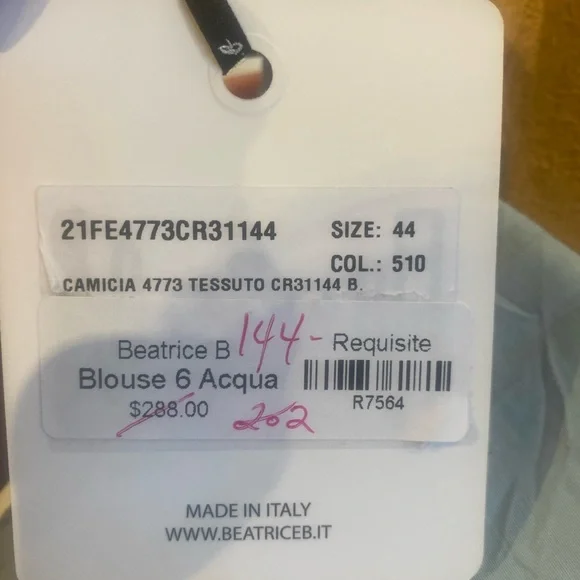 21FE4773CR31144 SIZE: 44
COL.: 510
CAMICIA 4773 TESSUTO CR31144 B.
Beatrice B 144- Requisite
Blouse 6 Acqua
$288.00 202 R7564
MADE IN ITALY
WWW.BEATRICEB.IT